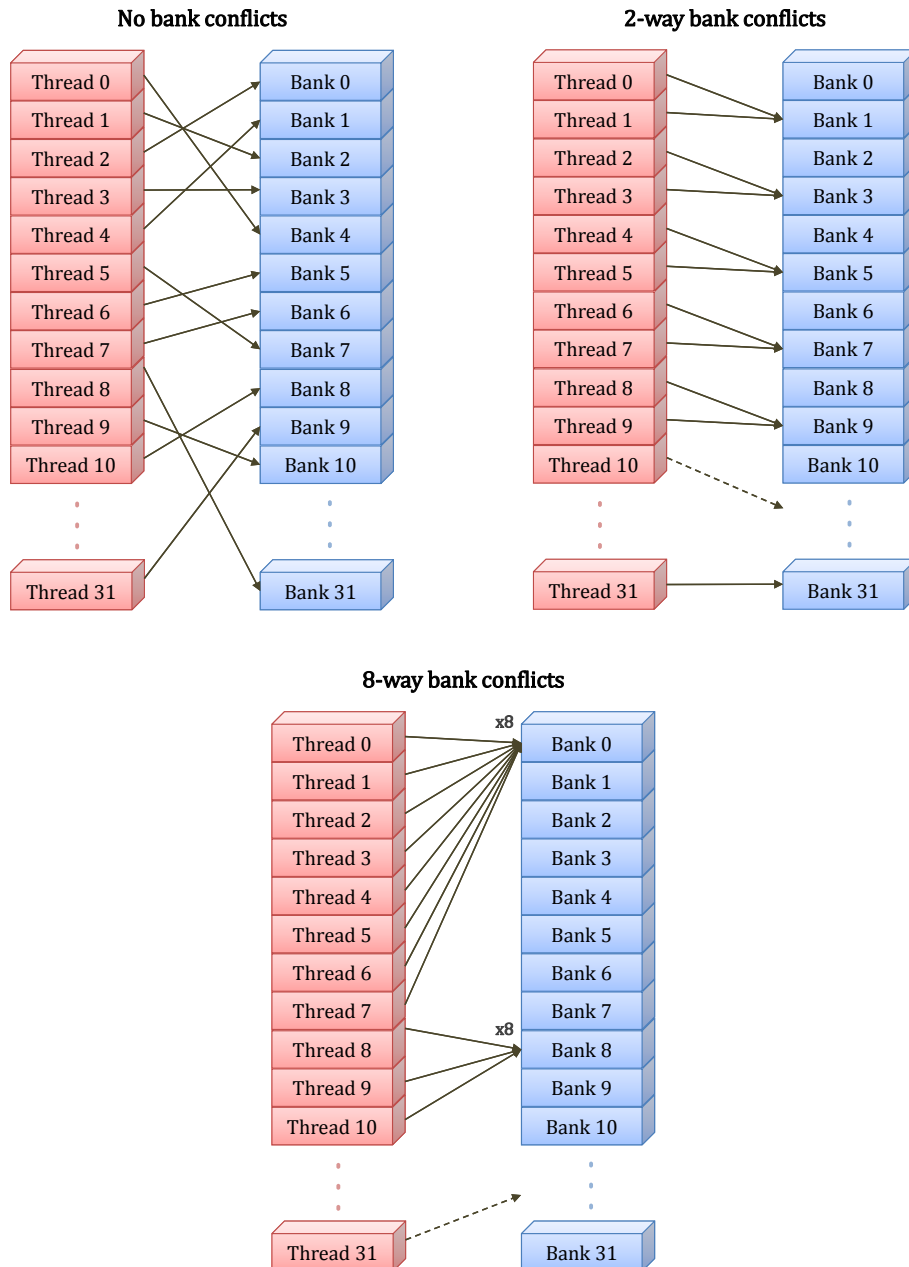 No bank conflicts
Thread 0
Thread 1
Thread 2
Thread 3
Thread 4
Thread 5
Thread 6
Thread 7
Thread 8
Thread 9
Thread 10
Thread 31
Bank 0
Bank 1
Bank 2
Bank 3
Bank 4
Bank 5
Bank 6
Bank 7
Bank 8
Bank 9
Bank 10
Bank 31
2-way bank conflicts
Thread 0
Thread 1
Thread 2
Thread 3
Thread 4
Thread 5
Thread 6
Thread 7
Thread 8
Thread 9
Thread 10
Thread 31
Bank 0
Bank 1
Bank 2
Bank 3
Bank 4
Bank 5
Bank 6
Bank 7
Bank 8
Bank 9
Bank 10
Bank 31
8-way bank conflicts
Thread 0
Thread 1
Thread 2
Thread 3
Thread 4
Thread 5
Thread 6
Thread 7
Thread 8
Thread 9
Thread 10
Thread 31
x8
x8
Bank 0
Bank 1
Bank 2
Bank 3
Bank 4
Bank 5
Bank 6
Bank 7
Bank 8
Bank 9
Bank 10
Bank 31